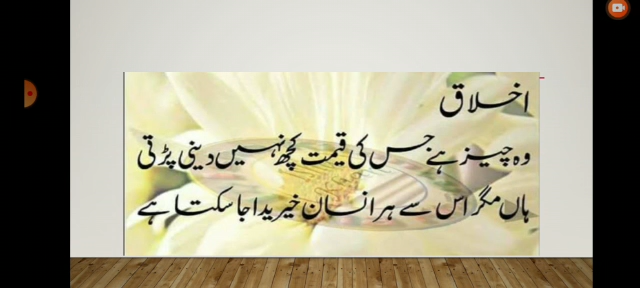 اخلاق
وہ چیز ہے جس کی قیمت کچھ نہیں دینی پڑتی
ہاں مگر اس سے ہر انسان خیریدا جا سکتا ہے